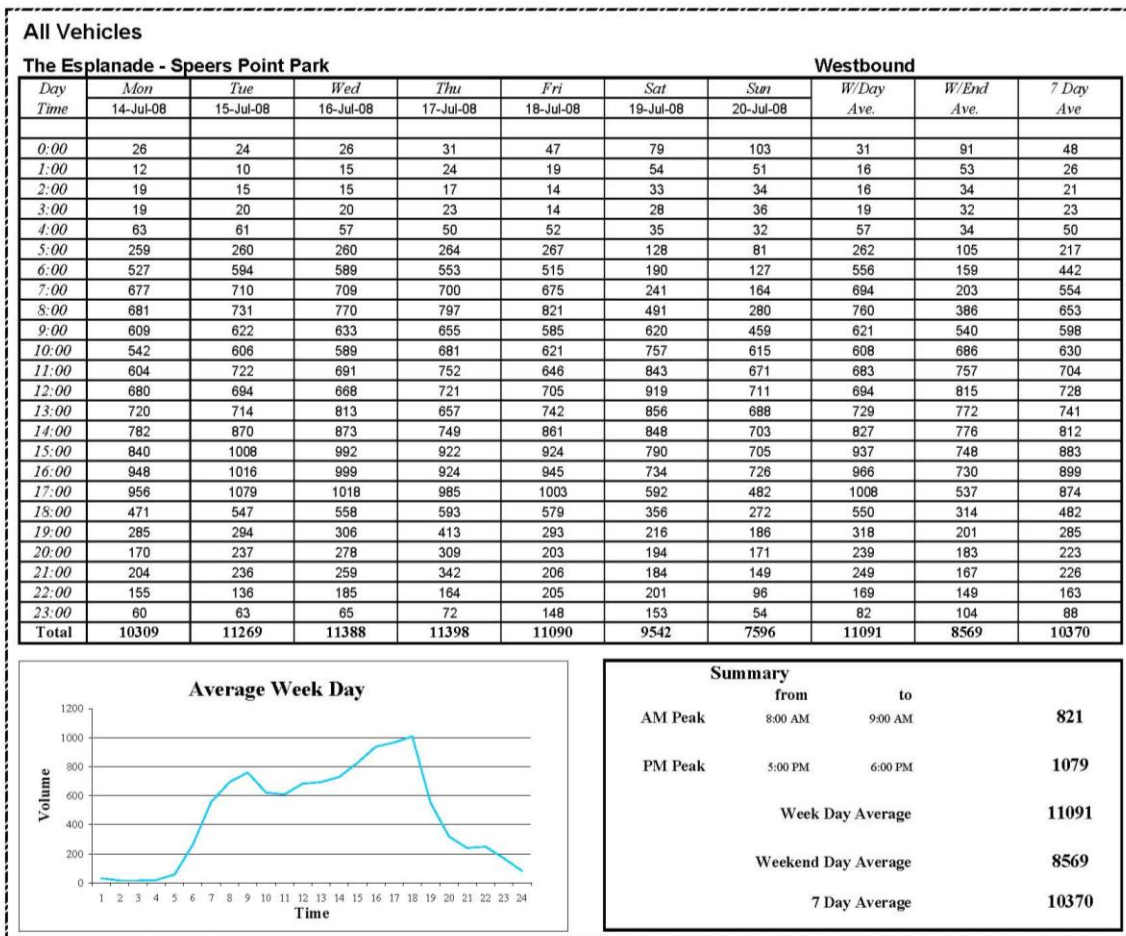 All Vehicles
The Esplanade - Speers Point Park Westbound
Day Mon Tue Wed Thu Fri Sat Sun W/Day W/End 7 Day
Time 14-Jul-08 15-Jul-08 16-Jul-08 17-Jul-08 18-Jul-08 19-Jul-08 20-Jul-08 Ave. Ave. Ave
0:00 26 24 26 31 47 79 103 31 91 48
1:00 12 10 15 24 19 54 51 16 53 26
2:00 19 15 15 17 14 33 34 16 34 21
3:00 19 20 20 23 14 28 36 19 32 23
4:00 63 61 57 50 52 35 32 57 34 50
5:00 259 260 260 264 267 128 81 262 105 217
6:00 527 594 589 553 515 190 127 556 159 442
7:00 677 710 709 700 675 241 164 694 203 554
8:00 681 731 770 797 821 491 280 760 386 653
9:00 609 622 633 655 585 620 459 621 540 598
10:00 542 606 589 681 621 757 615 608 686 630
11:00 604 722 691 752 646 843 671 683 757 704
12:00 680 694 668 721 705 919 711 694 815 728
13:00 720 714 813 657 742 856 688 729 772 741
14:00 782 870 873 749 861 848 703 827 776 812
15:00 840 1008 992 922 924 790 705 937 748 883
16:00 948 1016 999 924 945 734 726 966 730 899
17:00 956 1079 1018 985 1003 592 482 1008 537 874
18:00 471 547 558 593 579 356 272 550 314 482
19:00 285 294 306 413 293 216 186 318 201 285
20:00 170 237 278 309 203 194 171 239 183 223
21:00 204 236 259 342 206 184 149 249 167 226
22:00 155 136 185 164 205 201 96 169 149 163
23:00 60 63 65 72 148 153 54 82 104 88
Total 10309 11269 11388 11398 11090 9542 7596 11091 8569 10370
Average Week Day
1200
1000
800
600
400
200
0
Volume
1 2 3 4 5 6 7 8 9 10 11 12 13 14 15 16 17 18 19 20 21 22 23 24
Time
Summary
from to
AM Peak 8:00 AM 9:00 AM 821
PM Peak 5:00 PM 6:00 PM 1079
Week Day Average 11091
Weekend Day Average 8569
7 Day Average 10370